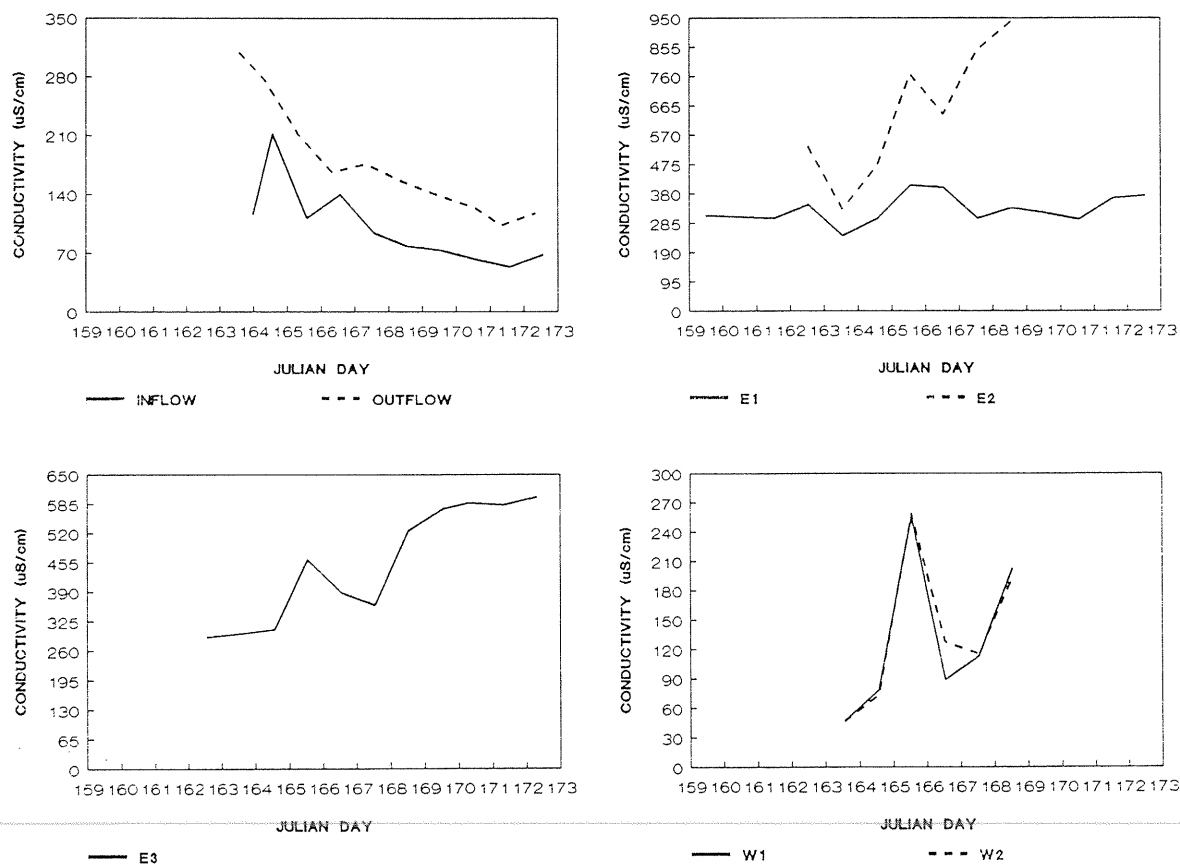 350
280
210
140
70
0
CONDUCTIVITY (uS/cm)
159 160 161 162 163 164 165 166 167 168 169 170 171 172 173
JULIAN DAY
INFLOW OUTFLOW
950
855
760
665
570
475
380
285
190
95
0
CONDUCTIVITY (uS/cm)
159 160 161 162 163 164 165 166 167 168 169 170 171 172 173
JULIAN DAY
E1 E2
650
585
520
455
390
325
260
195
130
65
0
CONDUCTIVITY (uS/cm)
159 160 161 162 163 164 165 166 167 168 169 170 171 172 173
JULIAN DAY
E3
300
270
240
210
180
150
120
90
60
30
0
CONDUCTIVITY (uS/cm)
159 160 161 162 163 164 165 166 167 168 169 170 171 172 173
JULIAN DAY
W1 W2